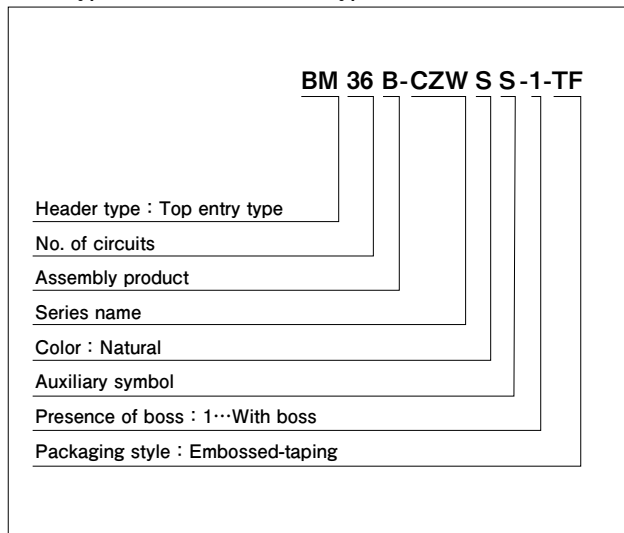 BM 36 B-CZW S S -1-TF
Header type : Top entry type
No. of circuits
Assembly product
Series name
Color : Natural
Auxiliary symbol
Presence of boss : 1…With boss
Packaging style : Embossed-taping